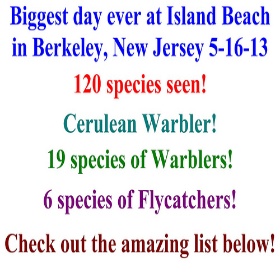 Biggest day ever at Island Beach
in Berkeley, New Jersey 5-16-13
120 species seen!
Cerulean Warbler!
19 species of Warblers!
6 species of Flycatchers!
Check out the amazing list below!